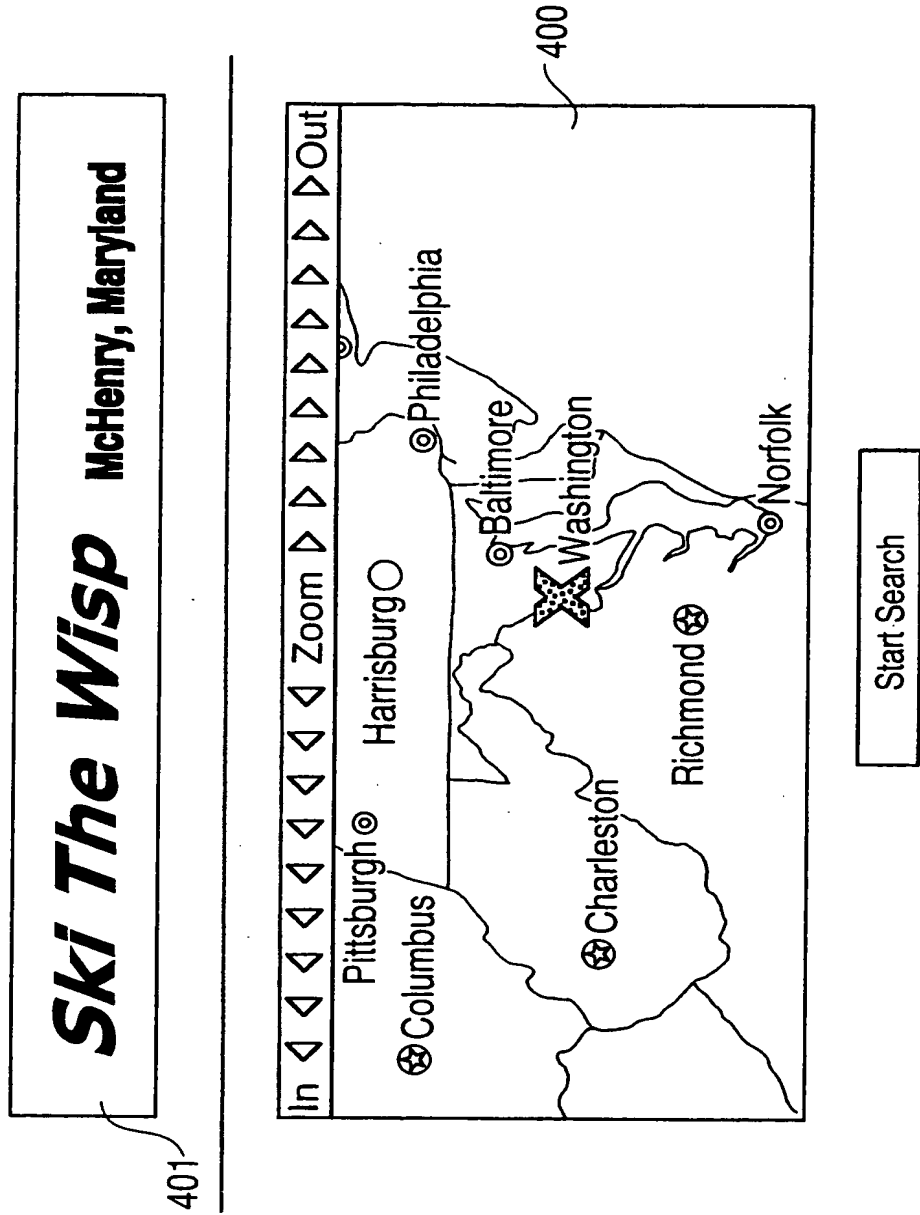 Ski The Wisp McHenry, Maryland
401
In Zoom Out
Pittsburgh
Harrisburg
Columbus
Philadelphia
Baltimore
Charleston
Washington
Richmond
Norfolk
400
Start Search